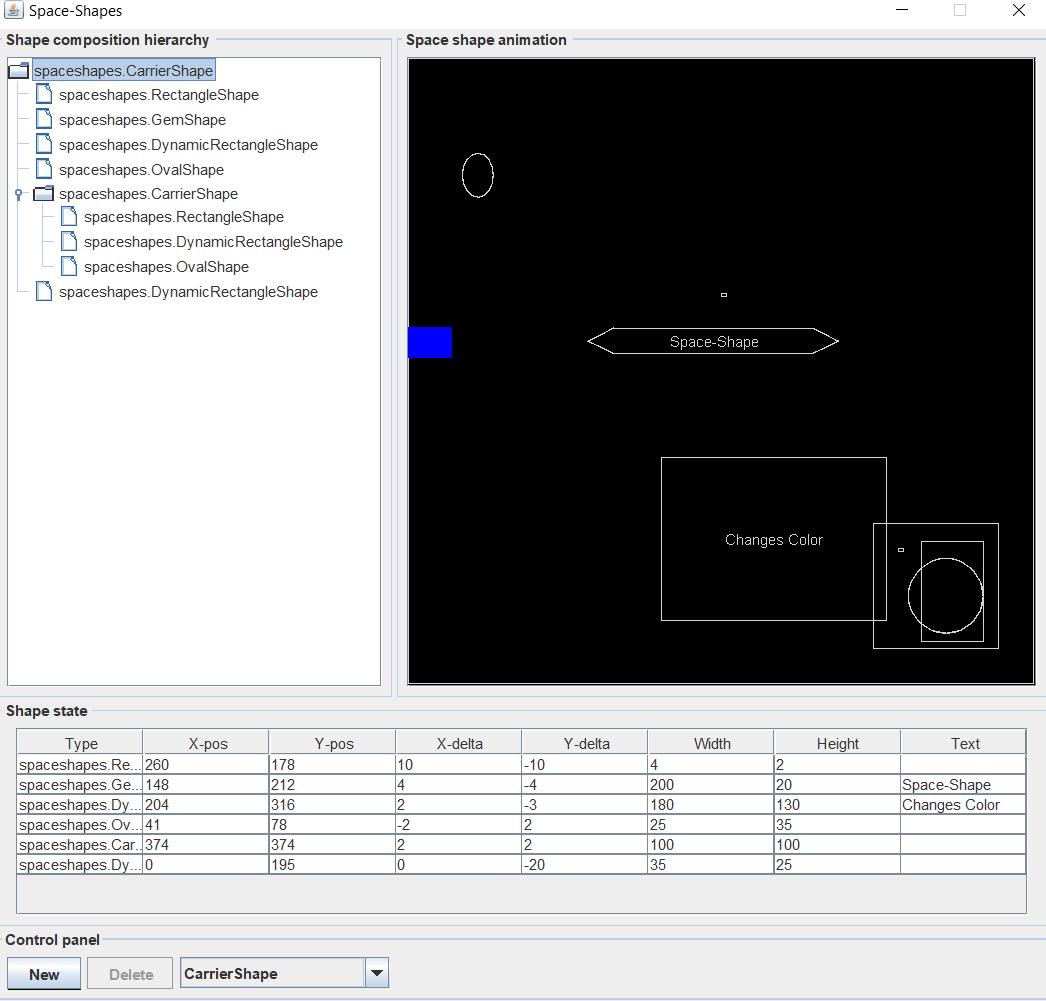 Space-Shapes
Shape composition hierarchy
spaceshapes.CarrierShape
spaceshapes.RectangleShape
spaceshapes.GemShape
spaceshapes.DynamicRectangleShape
spaceshapes.OvalShape
spaceshapes.CarrierShape
spaceshapes.RectangleShape
spaceshapes.DynamicRectangleShape
spaceshapes.OvalShape
spaceshapes.DynamicRectangleShape
Space shape animation
Space-Shape
Changes Color
Shape state
Type X-pos Y-pos X-delta Y-delta Width Height Text
spaceshapes.Re... 260 178 10 -10 4 2
spaceshapes.Ge... 148 212 4 -4 200 20 Space-Shape
spaceshapes.Dy... 204 316 2 -3 180 130 Changes Color
spaceshapes.Ov... 41 78 -2 2 25 35
spaceshapes.Car... 374 374 2 2 100 100
spaceshapes.Dy... 0 195 0 -20 35 25
Control panel
New Delete CarrierShape